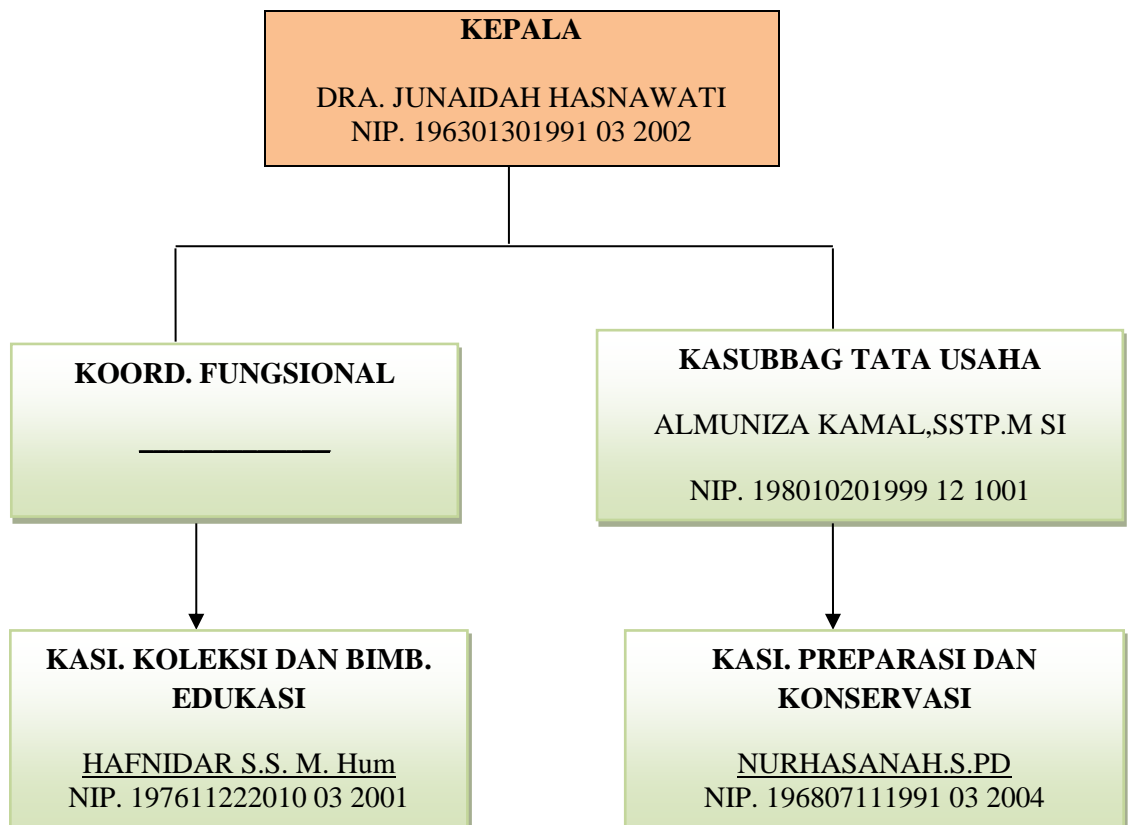 KEPALA
DRA. JUNAIDAH HASNAWATI
NIP. 196301301991 03 2002
KOORD. FUNGSIONAL
KASUBBAG TATA USAHA
ALMUNIZA KAMAL,SSTP.M SI
NIP. 198010201999 12 1001
KASI. KOLEKSI DAN BIMB.
EDUKASI
HAFNIDAR S.S. M. Hum
NIP. 197611222010 03 2001
KASI. PREPARASI DAN
KONSERVASI
NURHASANAH.S.PD
NIP. 196807111991 03 2004